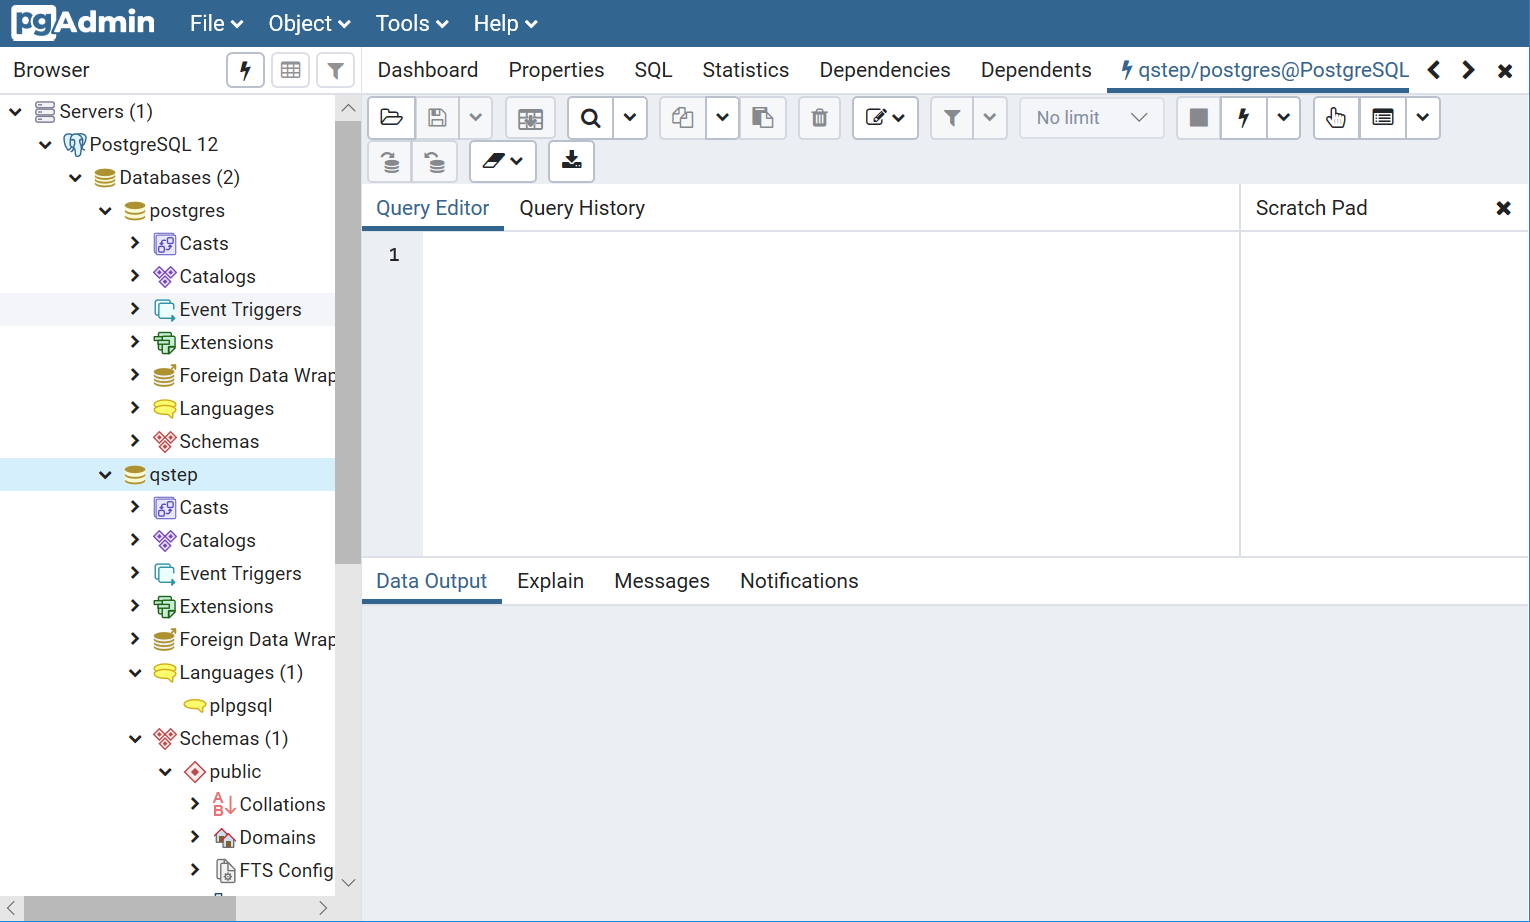 pgAdmin File Object Tools Help
Browser
Dashboard Properties SQL Statistics Dependencies Dependents qstep/postgres@PostgreSQL
Servers (1)
PostgreSQL 12
Databases (2)
postgres
Casts
Catalogs
Event Triggers
Extensions
Foreign Data Wrap
Languages
Schemas
qstep
Casts
Catalogs
Event Triggers
Extensions
Foreign Data Wrap
Languages (1)
plpgsql
Schemas (1)
public
A
B
Collations
Domains
FTS Config
No limit
Query Editor Query History
Scratch Pad
1
Data Output Explain Messages Notifications